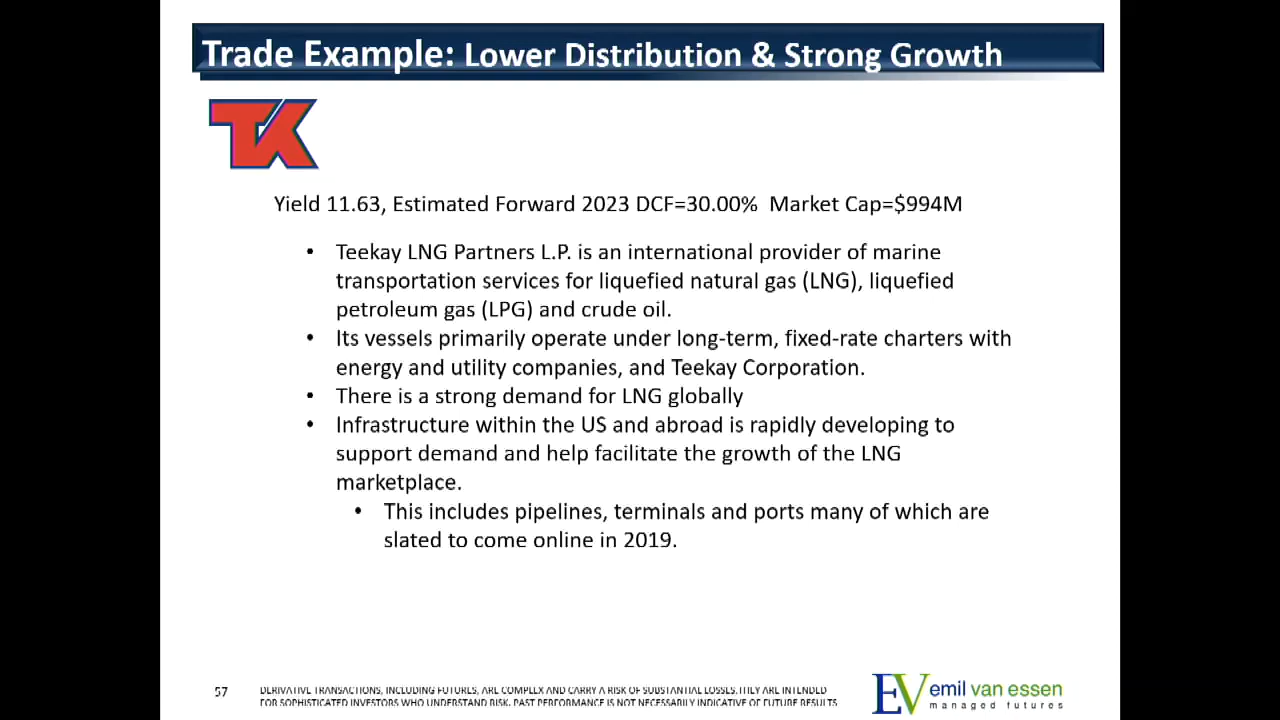 Trade Example: Lower Distribution & Strong Growth
TK
Yield 11.63, Estimated Forward 2023 DCF=30.00%  Market Cap=$994M
• Teekay LNG Partners L.P. is an international provider of marine
transportation services for liquefied natural gas (LNG), liquefied
petroleum gas (LPG) and crude oil.
• Its vessels primarily operate under long-term, fixed-rate charters with
energy and utility companies, and Teekay Corporation.
• There is a strong demand for LNG globally
• Infrastructure within the US and abroad is rapidly developing to
support demand and help facilitate the growth of the LNG
marketplace.
• This includes pipelines, terminals and ports many of which are
slated to come online in 2019.
57
DERIVATIVE TRANSACTIONS, INCLUDING FUTURES, ARE COMPLEX AND CARRY A RISK OF SUBSTANTIAL LOSSES. THEY ARE INTENDED
FOR SOPHISTICATED INVESTORS WHO UNDERSTAND RISK. PAST PERFORMANCE IS NOT NECESSARILY INDICATIVE OF FUTURE RESULTS
EV emil van essen
managed futures